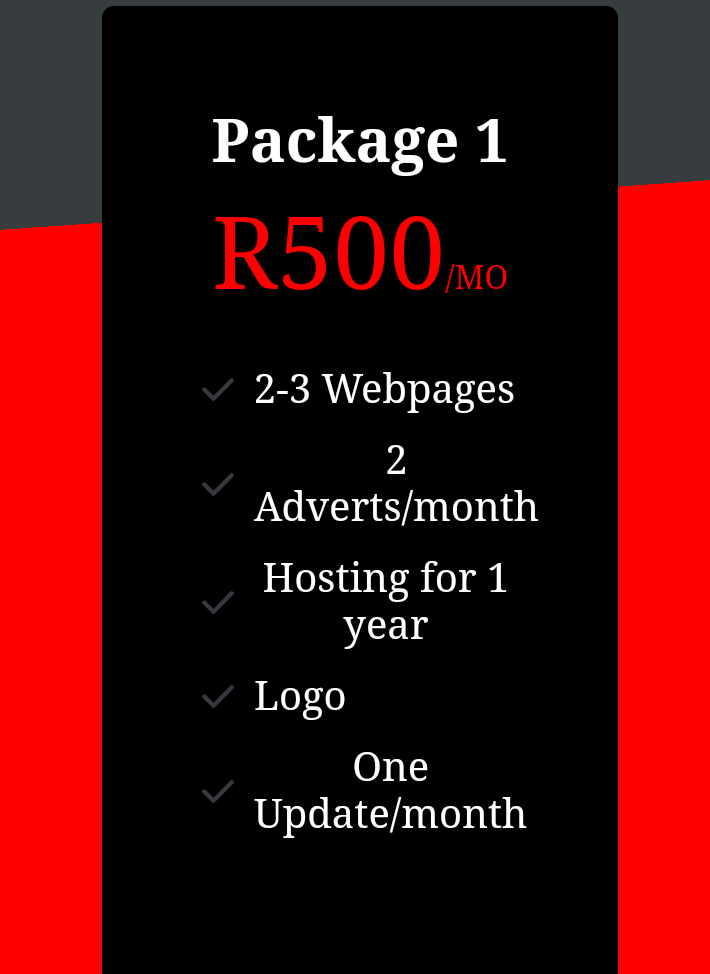 Package 1
R500/MO
2-3 Webpages
2
Adverts/month
Hosting for 1
year
Logo
One
Update/month